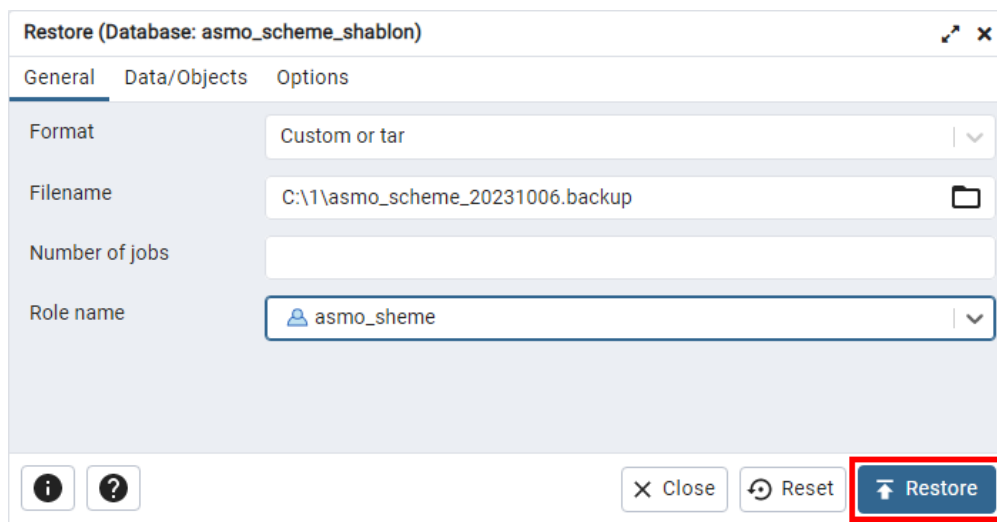 Restore (Database: asmo_scheme_shablon)
General Data/Objects Options
Format Custom or tar
Filename C:\1\asmo_scheme_20231006.backup
Number of jobs
Role name asmo_sheme
Close Reset Restore